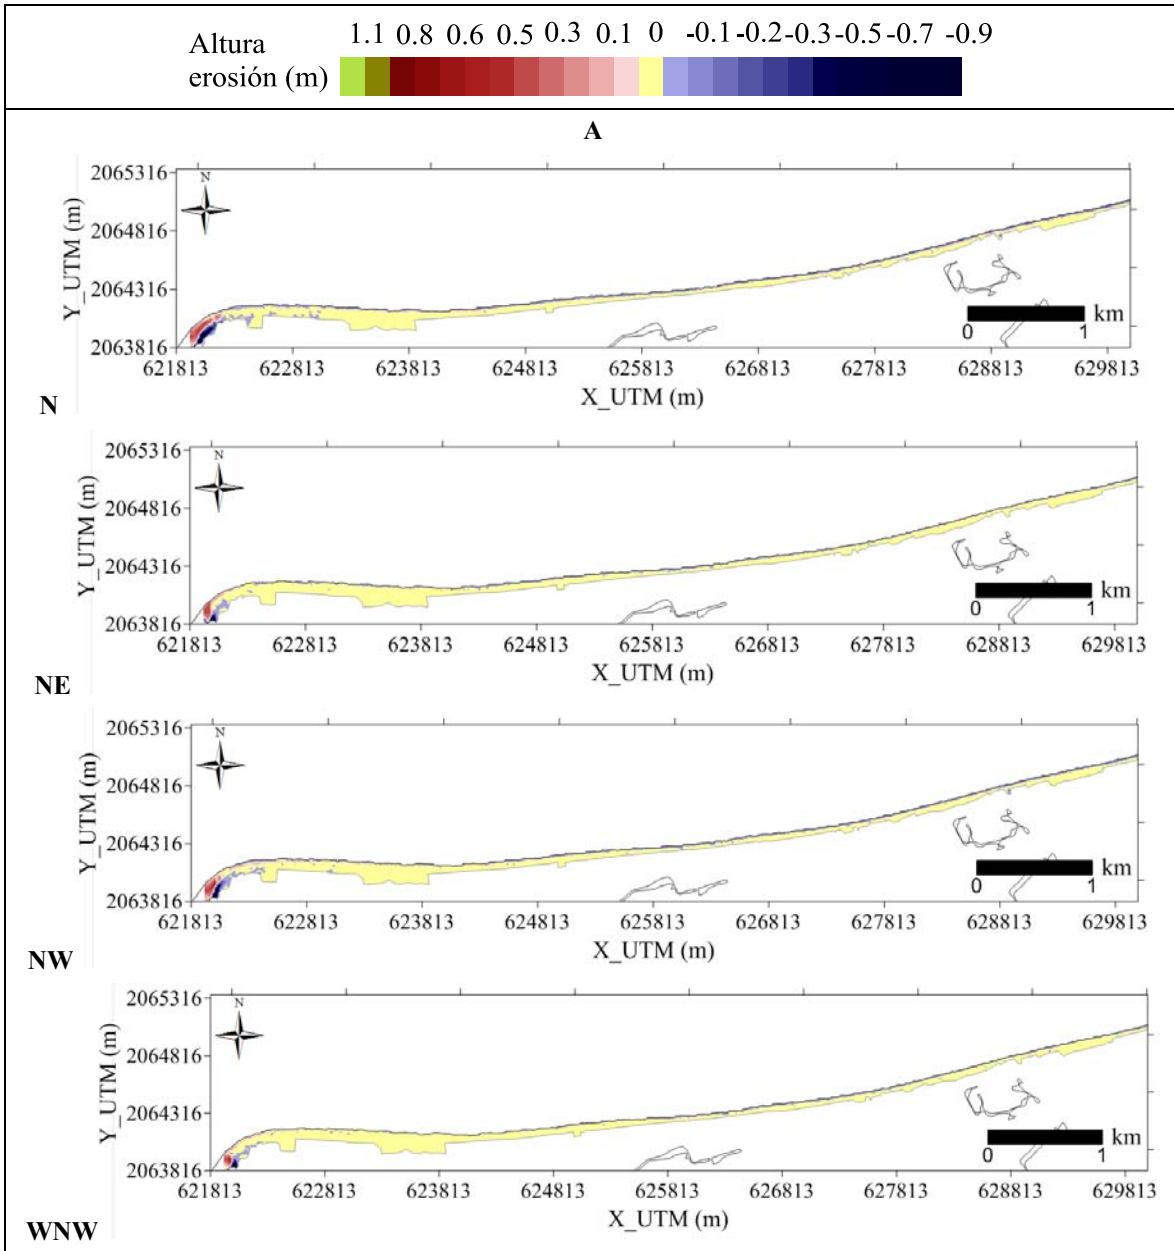 Altura 1.1 0.8 0.6 0.5 0.3 0.1 0 -0.1 -0.2 -0.3 -0.5 -0.7 -0.9
erosión (m)
A
2065316
N
2064816
Y_UTM (m)
2064316
km
2063816
0 1
621813 622813 623813 624813 625813 626813 627813 628813 629813
X_UTM (m)
N
2065316
N
2064816
Y_UTM (m)
2064316
km
0 1
2063816
621813 622813 623813 624813 625813 626813 627813 628813 629813
X_UTM (m)
NE
2065316
N
2064816
Y_UTM (m)
2064316
km
0 1
2063816
621813 622813 623813 624813 625813 626813 627813 628813 629813
X_UTM (m)
NW
2065316
N
2064816
Y_UTM (m)
2064316
km
0 1
2063816
621813 622813 623813 624813 625813 626813 627813 628813 629813
X_UTM (m)
WNW